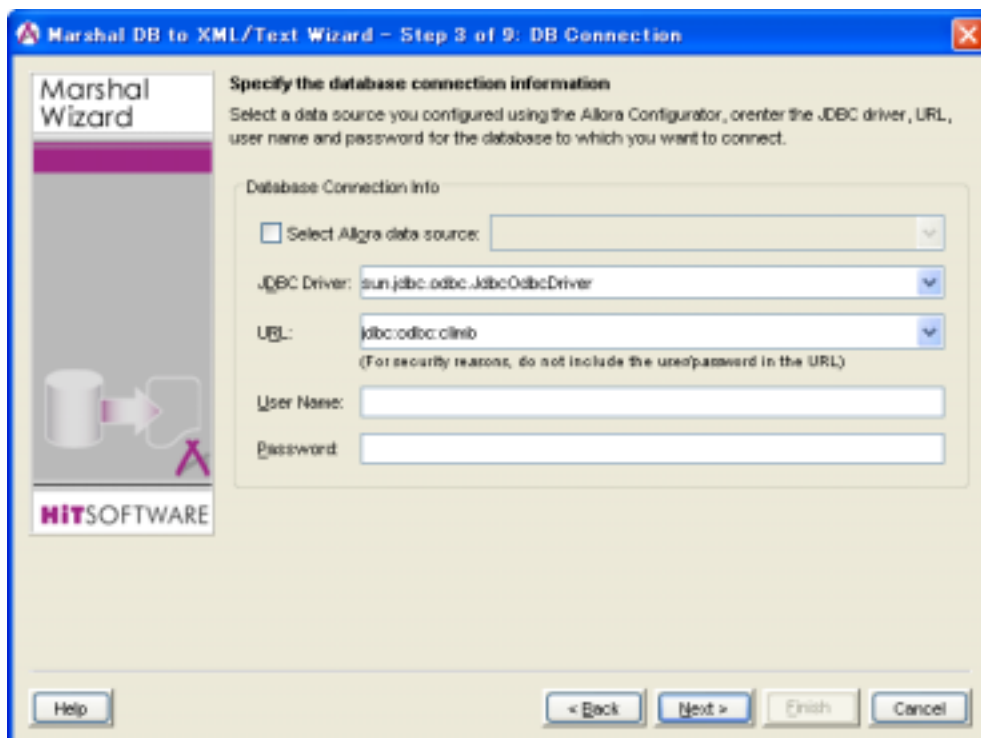 Marshal DB to XML/Text Wizard - Step 3 of 9: DB Connection
Marshal
Wizard
Specify the database connection information
Select a data source you configured using the Allora Configurator, orenter the JDBC driver, URL,
user name and password for the database to which you want to connect.
Database Connection Info
Select Allora data source:
JDBC Driver: sun.jdbc.odbc.JdbcOdbcDriver
URL: jdbc:odbc:climb
(For security reasons, do not include the user/password in the URL)
User Name:
Password:
HiTSOFTWARE
Help < Back Next > Finish Cancel